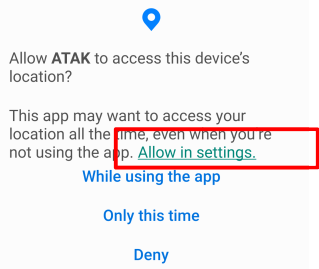 Allow ATAK to access this device's
location?
This app may want to access your
location all the time, even when you're
not using the app. Allow in settings.
While using the app
Only this time
Deny